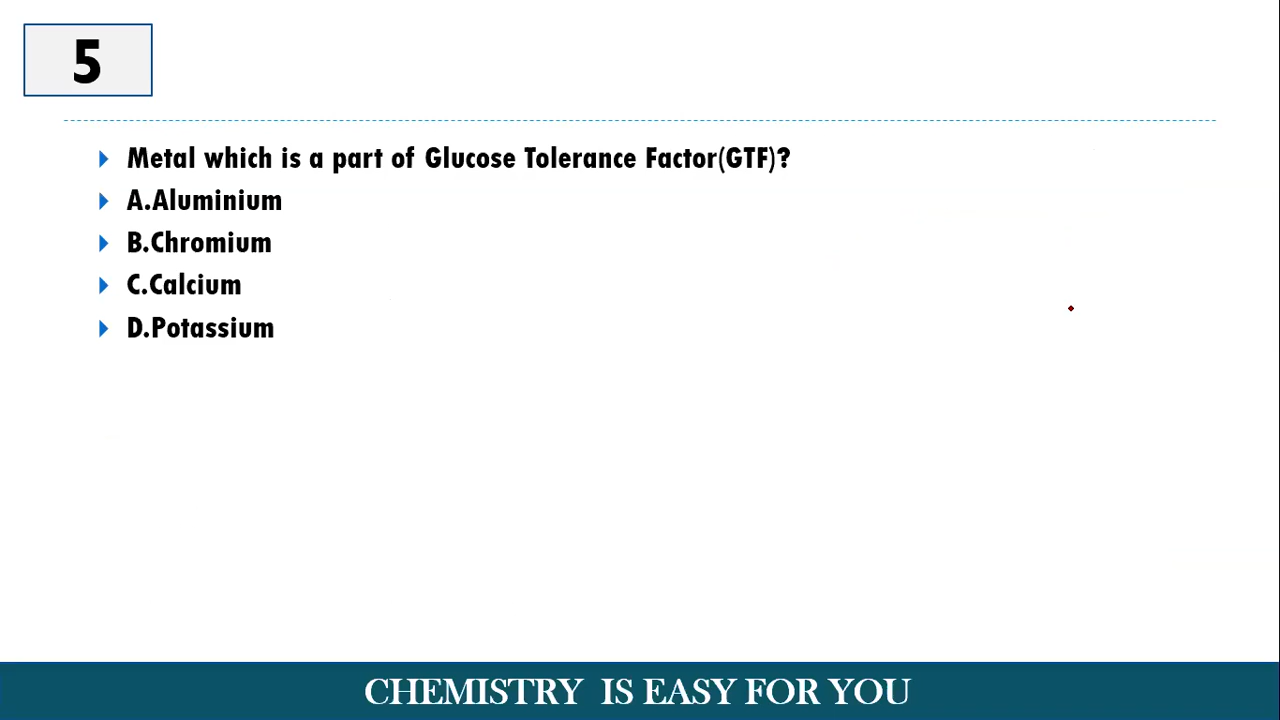 5
Metal which is a part of Glucose Tolerance Factor(GTF)?
A.Aluminium
B.Chromium
C.Calcium
D.Potassium
CHEMISTRY IS EASY FOR YOU